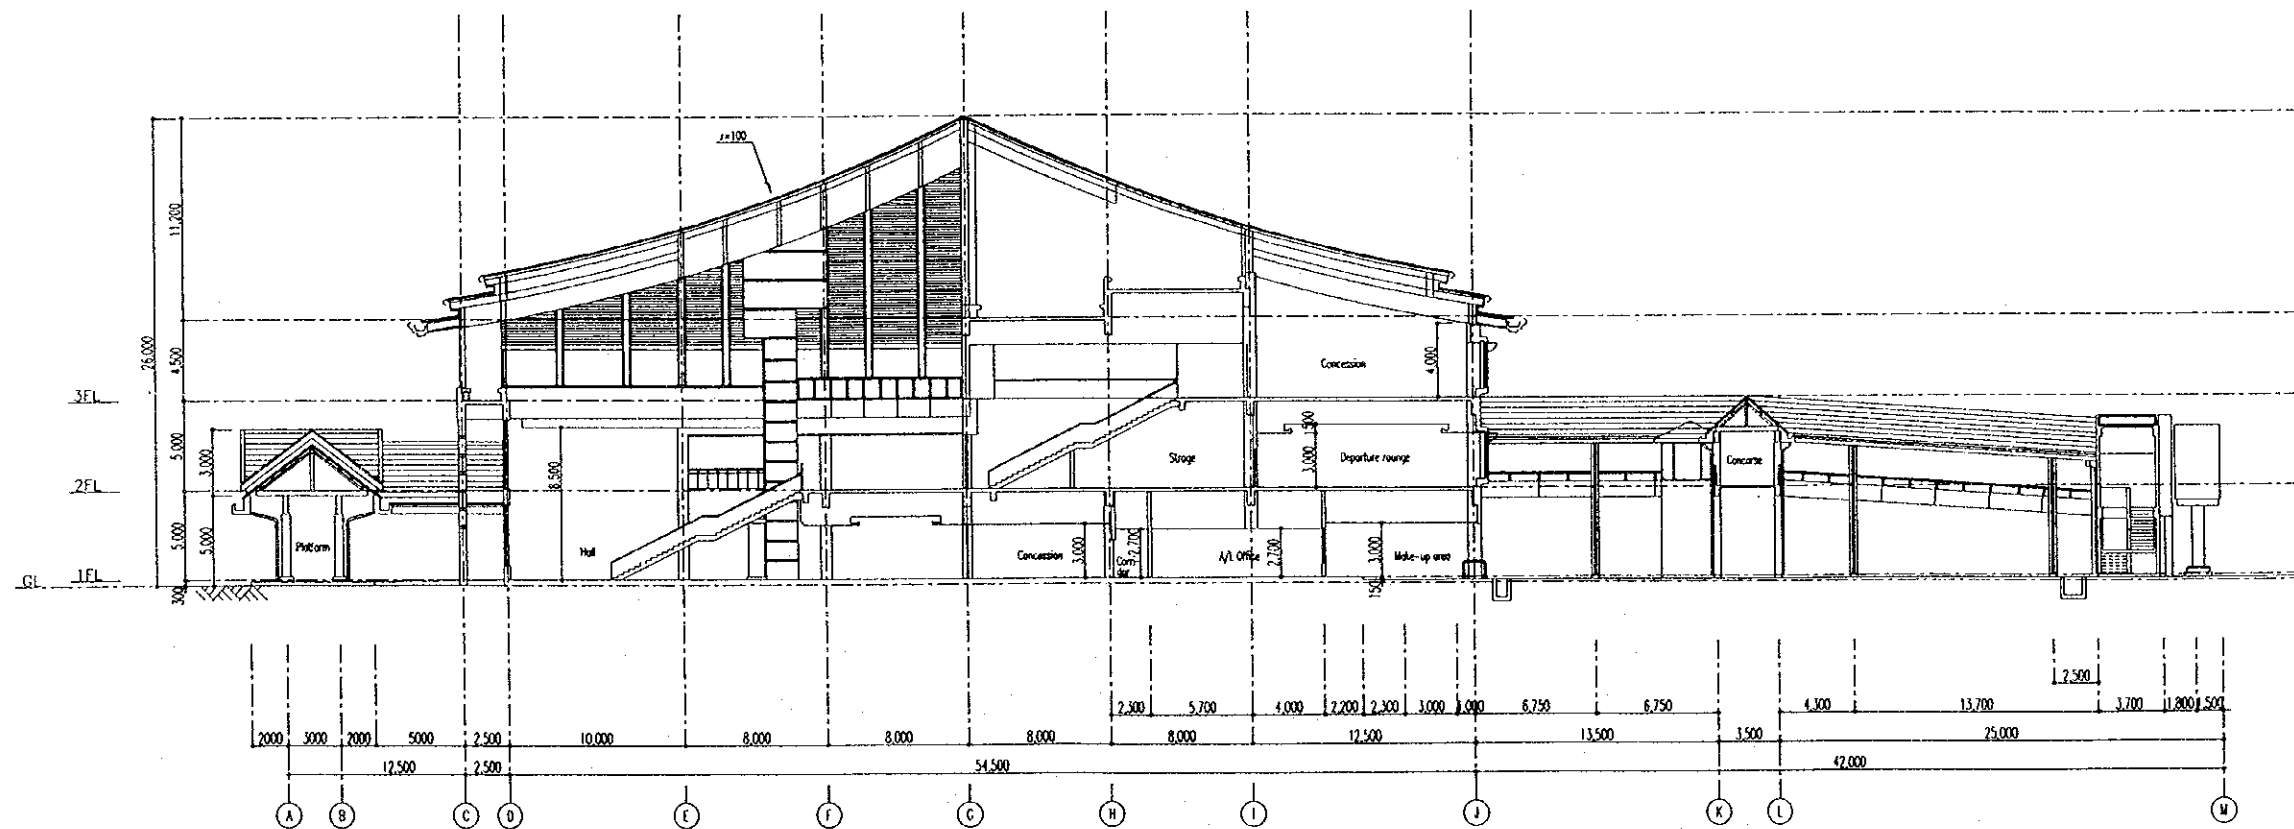 r=100
26,000
11,200
4,500
5,000
5,000
300
3,000
5,000
3FL
2FL
1FL
GL
Platform
Hall
8,500
Concession
3,000
Stroge
2,700
A/L Office
2,700
Concession
4,000
500
3,000
Departure rounge
Make-up area
3,000
150
Concorse
2,500
2,300 5,700 4,000 2,200 2,300 3,000 1,000 6,750 6,750 4,300 13,700 3,700 1,800 1,500
2000 3000 2000 5000 2,500 10,000 8,000 8,000 8,000 8,000 12,500 13,500 3,500 25,000
12,500 2,500 54,500 42,000
A B C D E F G H I J K L M